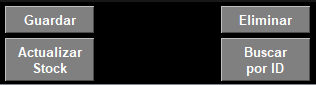 Guardar
Eliminar
Actualizar
Stock
Buscar
por ID